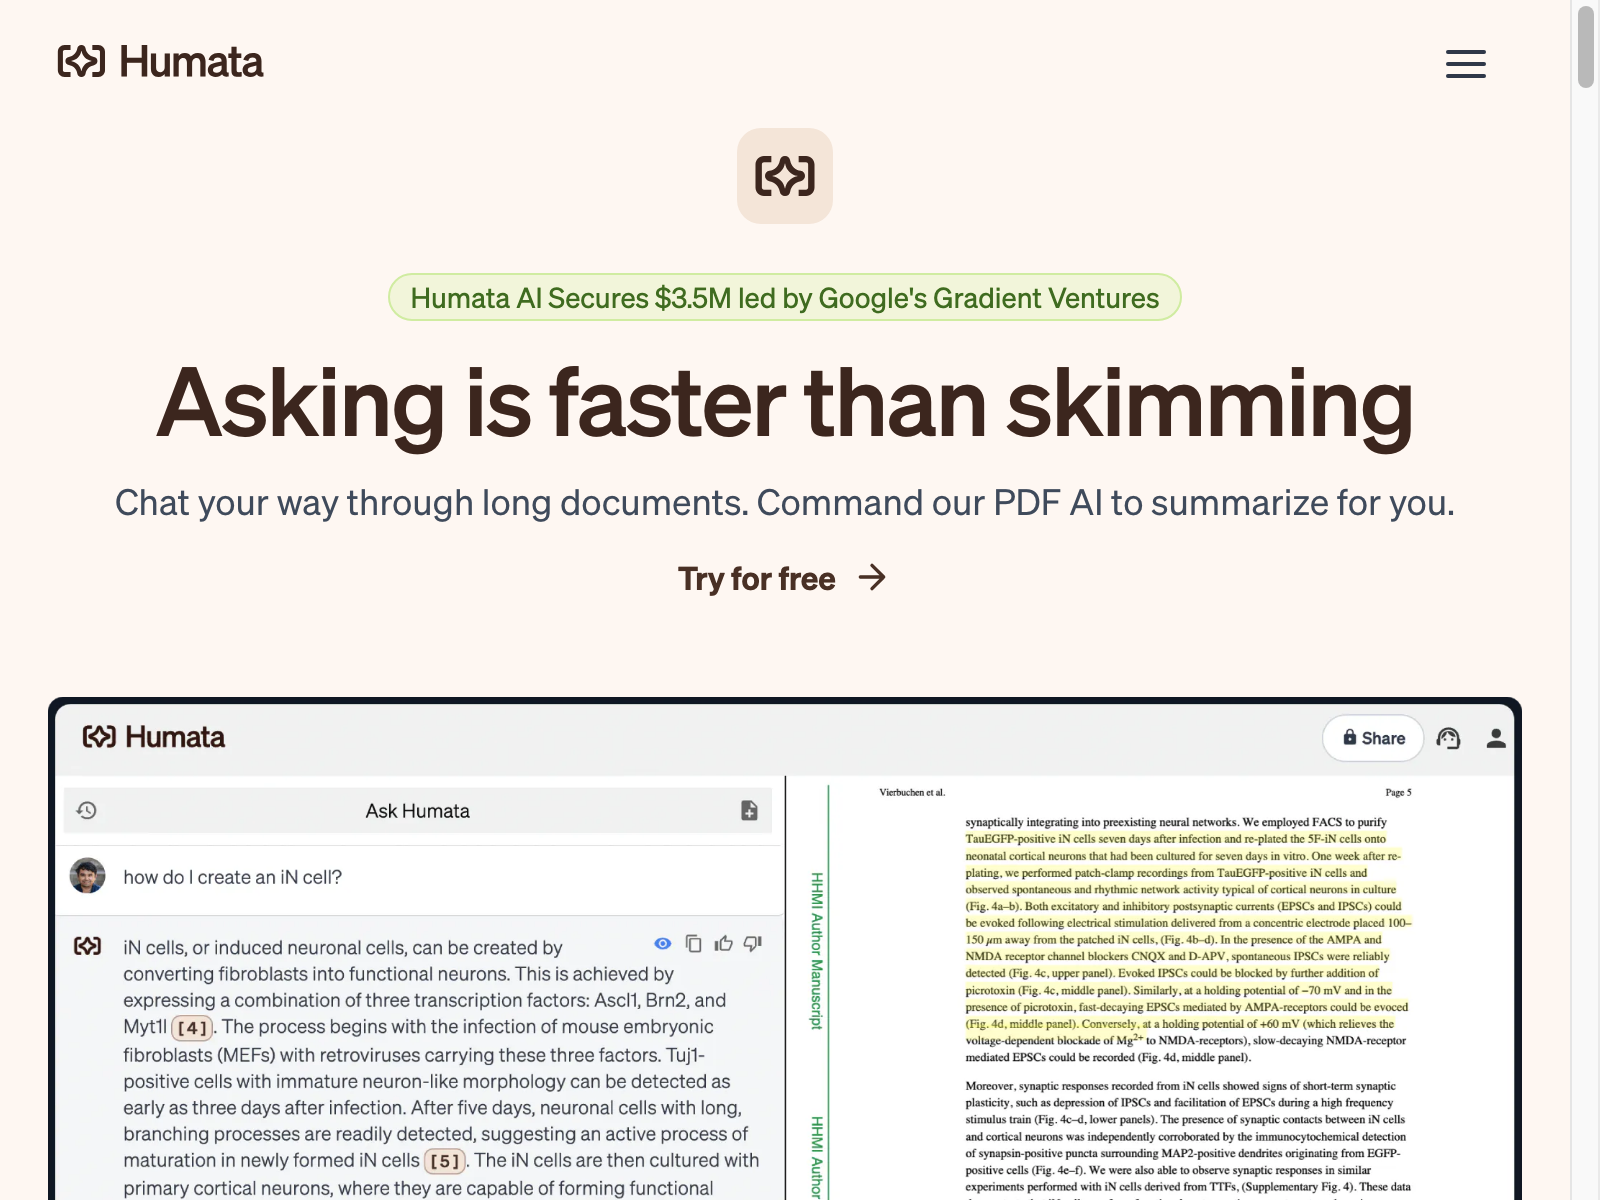 Humata
Humata AI Secures $3.5M led by Google's Gradient Ventures
Asking is faster than skimming
Chat your way through long documents. Command our PDF AI to summarize for you.
Try for free
Humata
Share
Ask Humata
how do I create an iN cell?
iN cells, or induced neuronal cells, can be created by
converting fibroblasts into functional neurons. This is achieved by
expressing a combination of three transcription factors: Ascl1, Brn2, and
Myt1l [4]. The process begins with the infection of mouse embryonic
fibroblasts (MEFs) with retroviruses carrying these three factors. Tuj1-
positive cells with immature neuron-like morphology can be detected as
early as three days after infection. After five days, neuronal cells with long,
branching processes are readily detected, suggesting an active process of
maturation in newly formed iN cells [5]. The iN cells are then cultured with
primary cortical neurons, where they are capable of forming functional
HHMI Author Manuscript
HHMI Author
Vierbuchen et al.
Page 5
synaptically integrating into preexisting neural networks. We employed FACS to purify
TauEGFP-positive iN cells seven days after infection and re-plated the 5F-iN cells onto
neonatal cortical neurons that had been cultured for seven days in vitro. One week after re-
plating, we performed patch-clamp recordings from TauEGFP-positive iN cells and
observed spontaneous and rhythmic network activity typical of cortical neurons in culture
(Fig. 4a–b). Both excitatory and inhibitory postsynaptic currents (EPSCs and IPSCs) could
be evoked following electrical stimulation delivered from a concentric electrode placed 100–
150 μm away from the patched iN cells, (Fig. 4b–d). In the presence of the AMPA and
NMDA receptor channel blockers CNQX and D-APV, spontaneous IPSCs were reliably
detected (Fig. 4c, upper panel). Evoked IPSCs could be blocked by further addition of
picrotoxin (Fig. 4c, middle panel). Similarly, at a holding potential of −70 mV and in the
presence of picrotoxin, fast-decaying EPSCs mediated by AMPA-receptors could be evoced
(Fig. 4d, middle panel). Conversely, at a holding potential of +60 mV (which relieves the
voltage-dependent blockade of Mg2+ to NMDA-receptors), slow-decaying NMDA-receptor
mediated EPSCs could be recorded (Fig. 4d, middle panel).
Moreover, synaptic responses recorded from iN cells showed signs of short-term synaptic
plasticity, such as depression of IPSCs and facilitation of EPSCs during a high frequency
stimulus train (Fig. 4c–d, lower panels). The presence of synaptic contacts between iN cells
and cortical neurons was independently corroborated by the immunocytochemical detection
of synapsin-positive puncta surrounding MAP2-positive dendrites originating from EGFP-
positive cells (Fig. 4e–f). We were also able to observe synaptic responses in similar
experiments performed with iN cells derived from TTFs, (Supplementary Fig. 4). These data